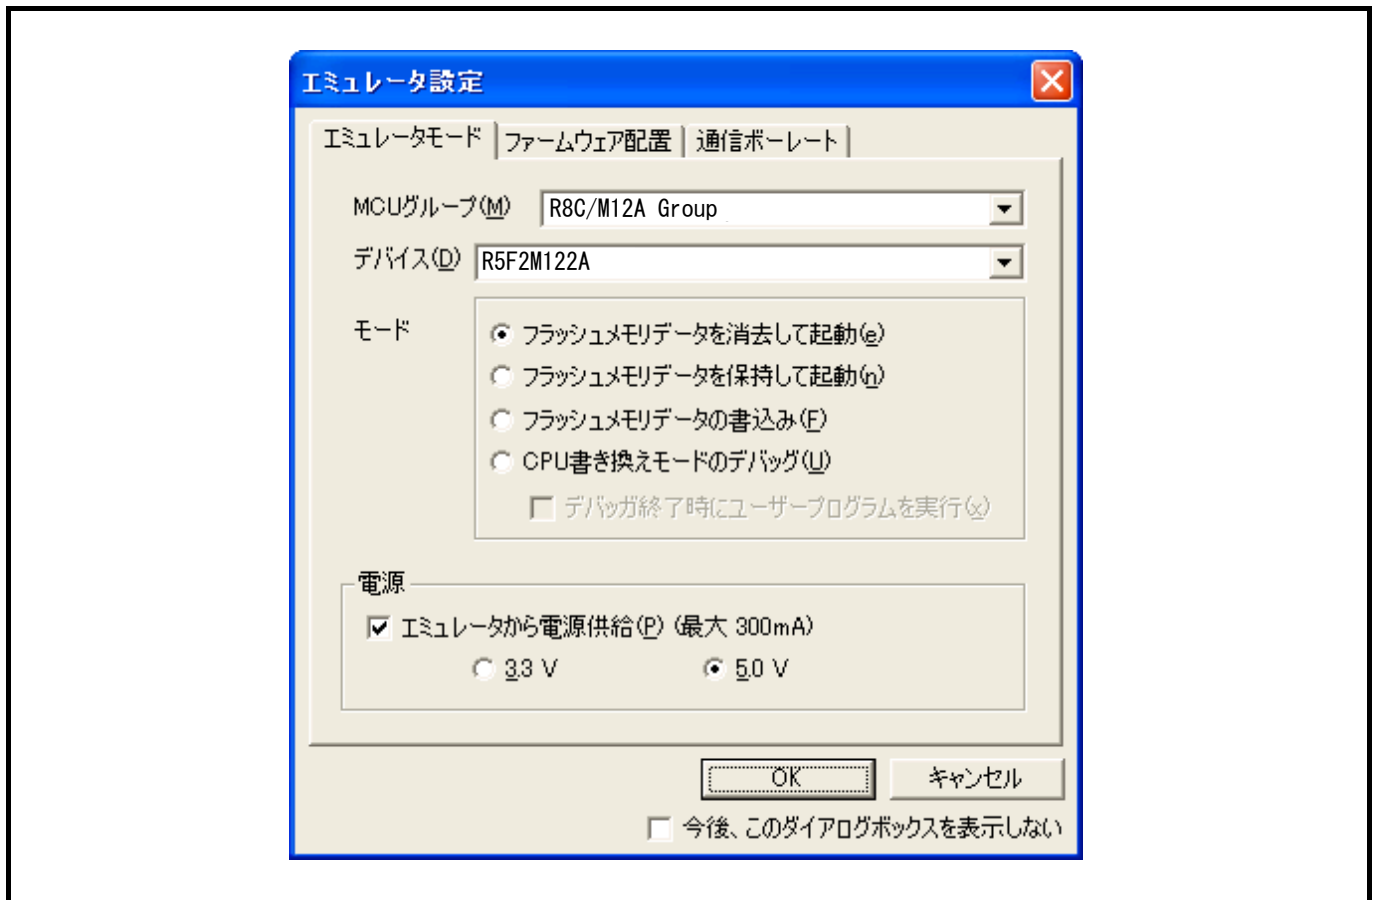 エミュレータ設定
エミュレータモード ファームウェア配置 通信ボーレート
MCUグループ(M) R8C/M12A Group
デバイス(D) R5F2M122A
モード
フラッシュメモリデータを消去して起動(e)
フラッシュメモリデータを保持して起動(n)
フラッシュメモリデータの書込み(F)
CPU書き換えモードのデバッグ(U)
デバッガ終了時にユーザープログラムを実行(x)
電源
エミュレータから電源供給(P) (最大 300mA)
3.3 V 5.0 V
OK キャンセル
今後、このダイアログボックスを表示しない